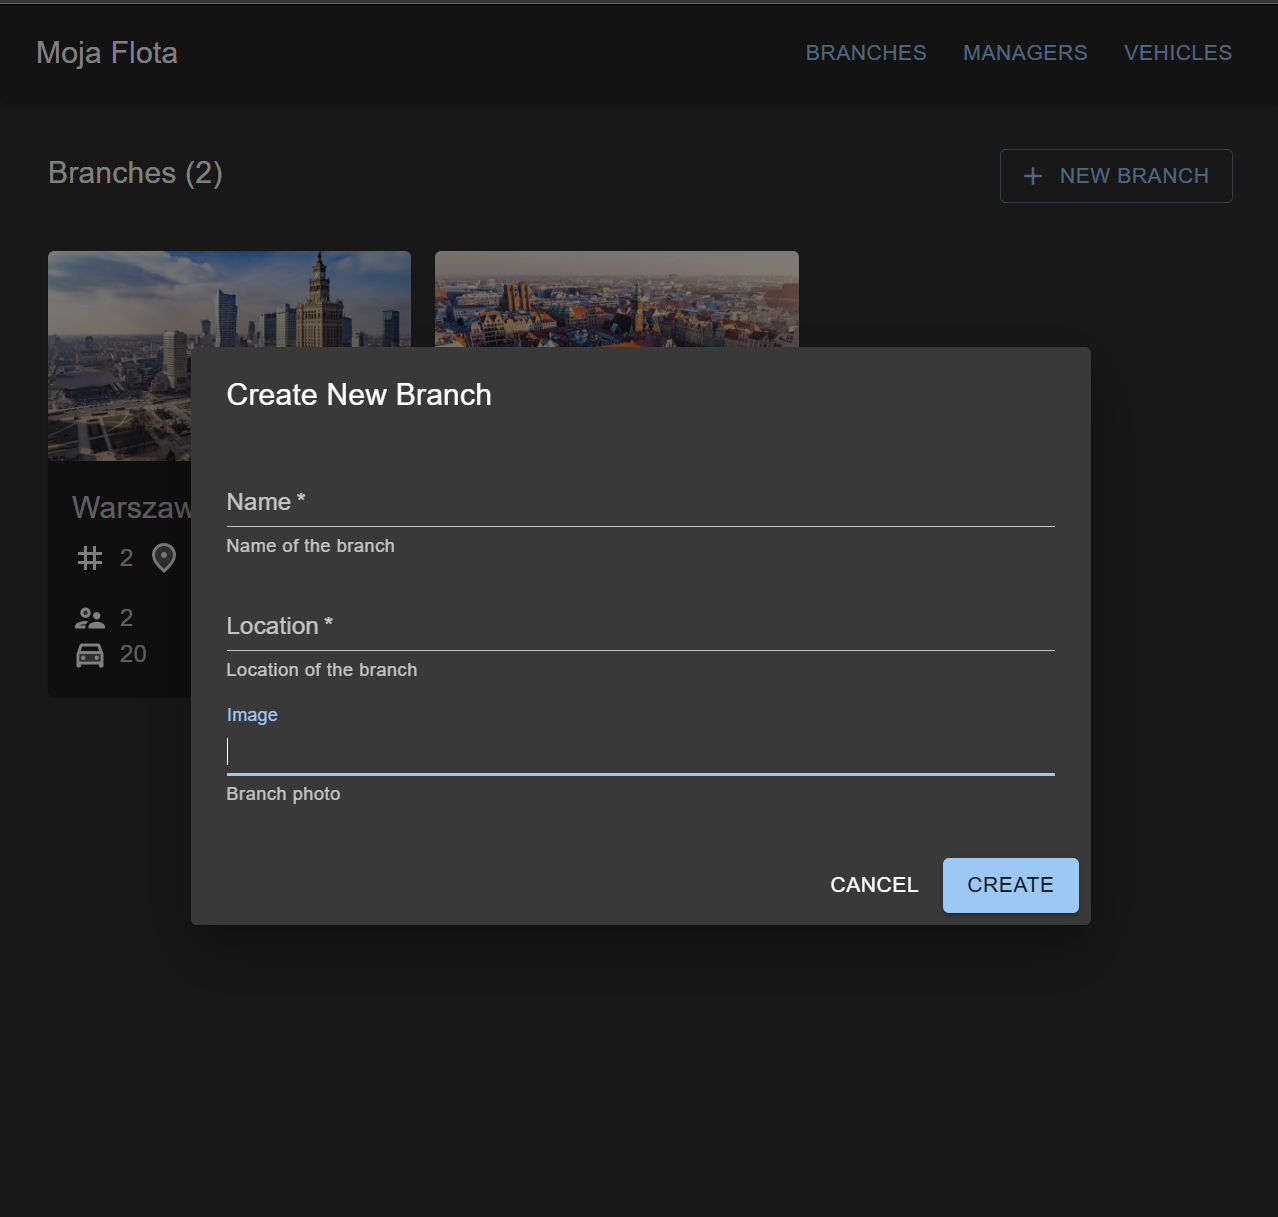 Moja Flota
BRANCHES MANAGERS VEHICLES
Branches (2)
NEW BRANCH
Create New Branch
Name *
Name of the branch
Location *
Location of the branch
Image
Branch photo
CANCEL CREATE
2
2
20